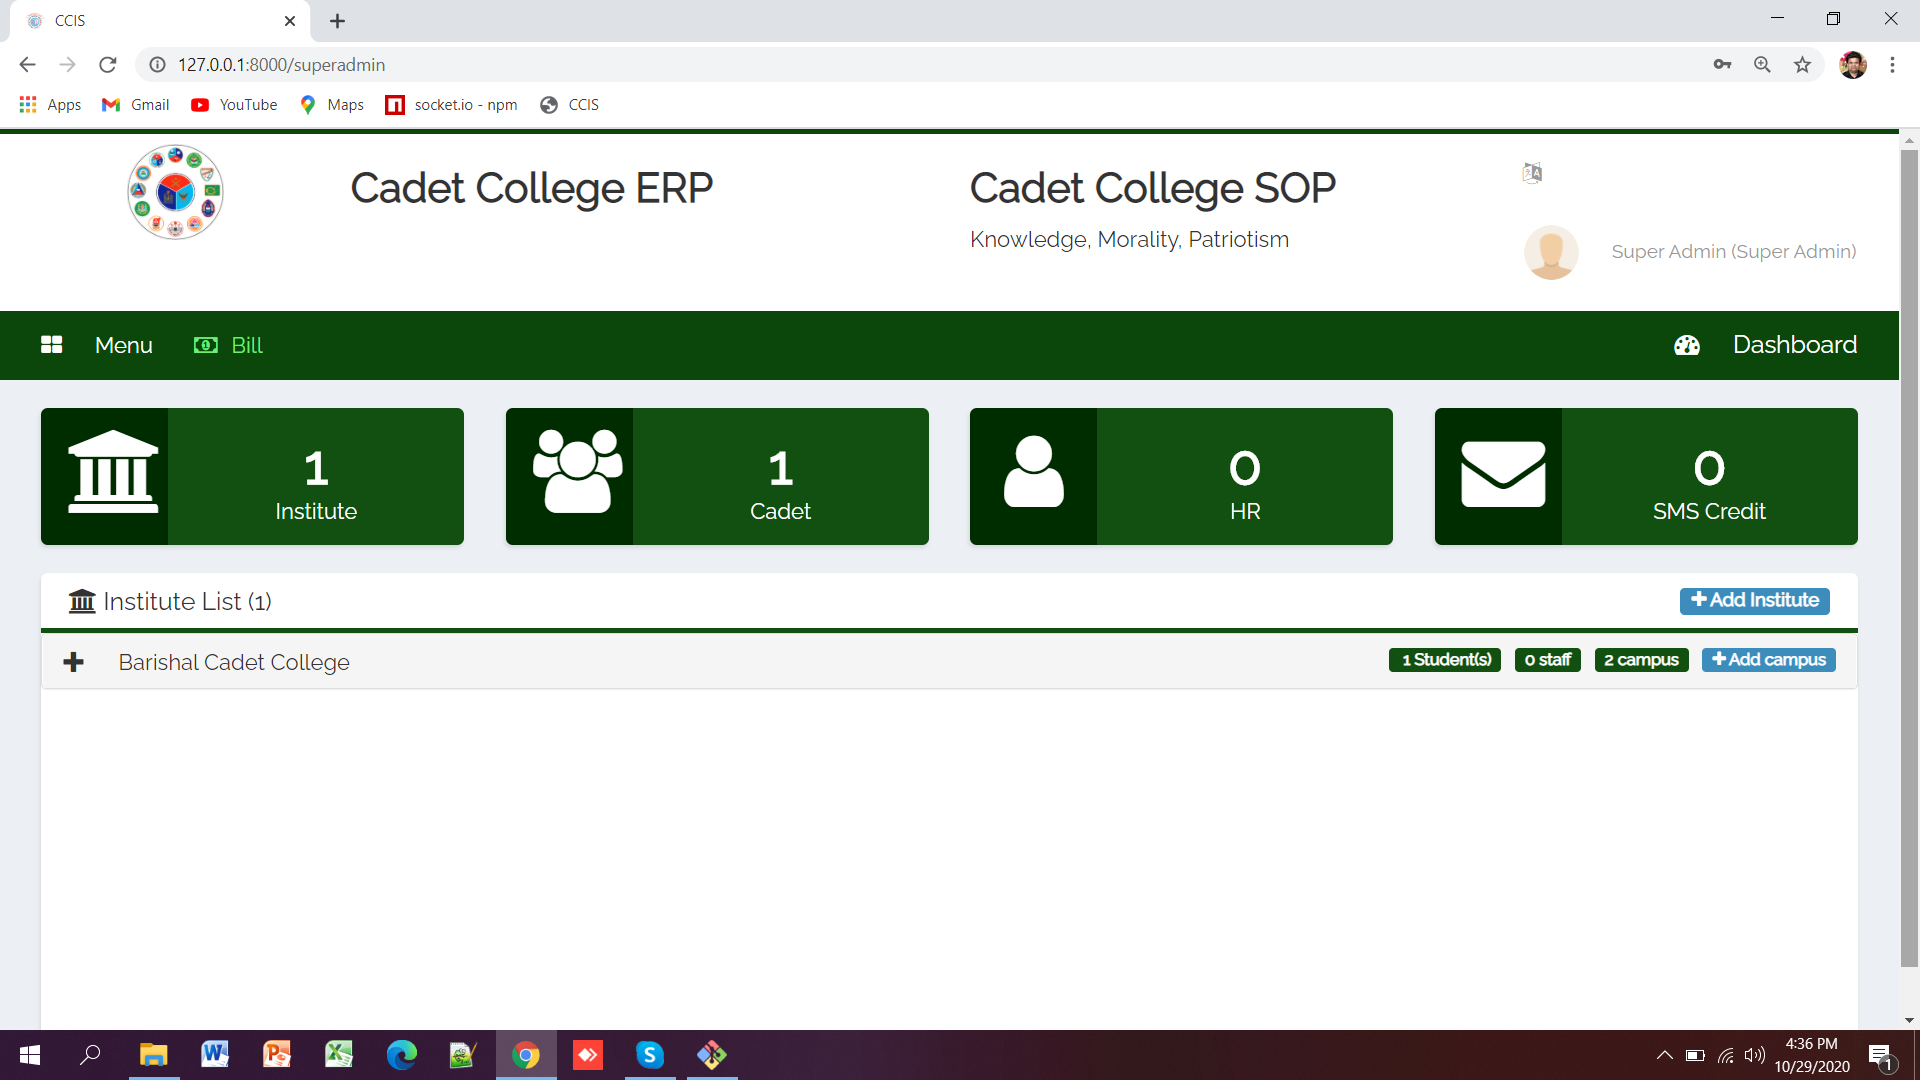 CCIS
127.0.0.1:8000/superadmin
Apps Gmail YouTube Maps socket.io - npm CCIS
Cadet College ERP
Cadet College SOP
Knowledge, Morality, Patriotism
Super Admin (Super Admin)
Menu Bill Dashboard
1
Institute
1
Cadet
0
HR
0
SMS Credit
Institute List (1) Add Institute
Barishal Cadet College 1 Student(s) 0 staff 2 campus Add campus
4:36 PM
10/29/2020
1